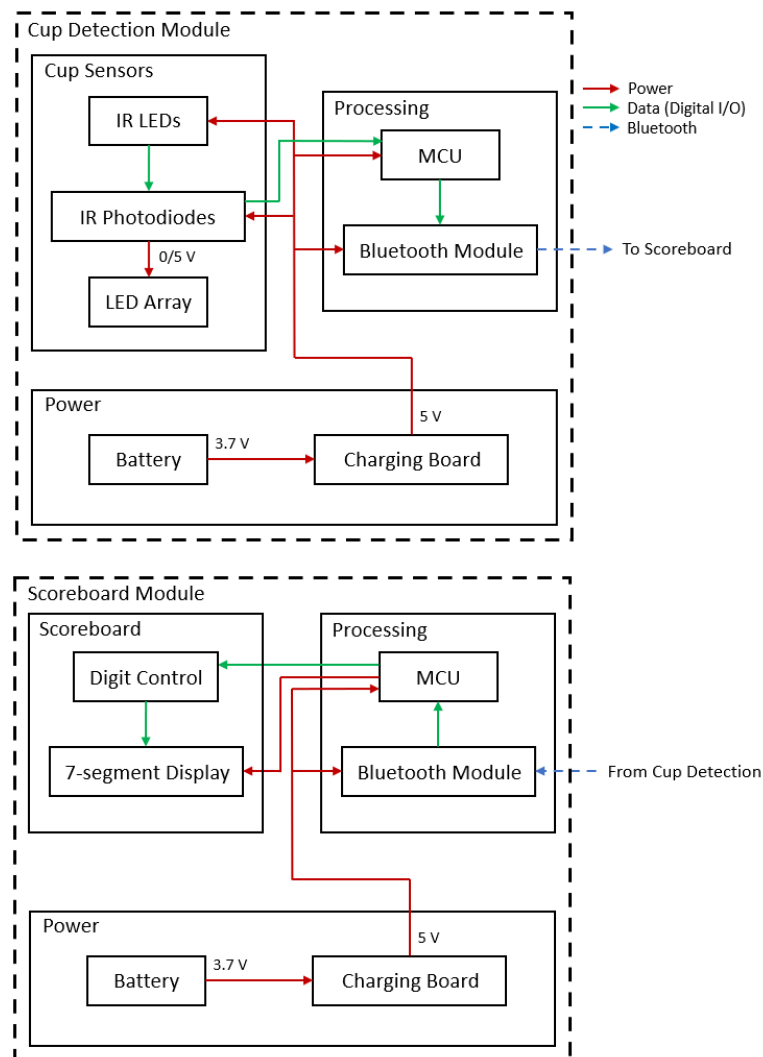 Cup Detection Module
Cup Sensors
IR LEDs
IR Photodiodes
0/5 V
LED Array
Processing
MCU
Bluetooth Module
To Scoreboard
Power
Data (Digital I/O)
Bluetooth
Power
Battery
3.7 V
Charging Board
5 V
Scoreboard Module
Scoreboard
Digit Control
7-segment Display
Processing
MCU
Bluetooth Module
From Cup Detection
Power
Battery
3.7 V
Charging Board
5 V